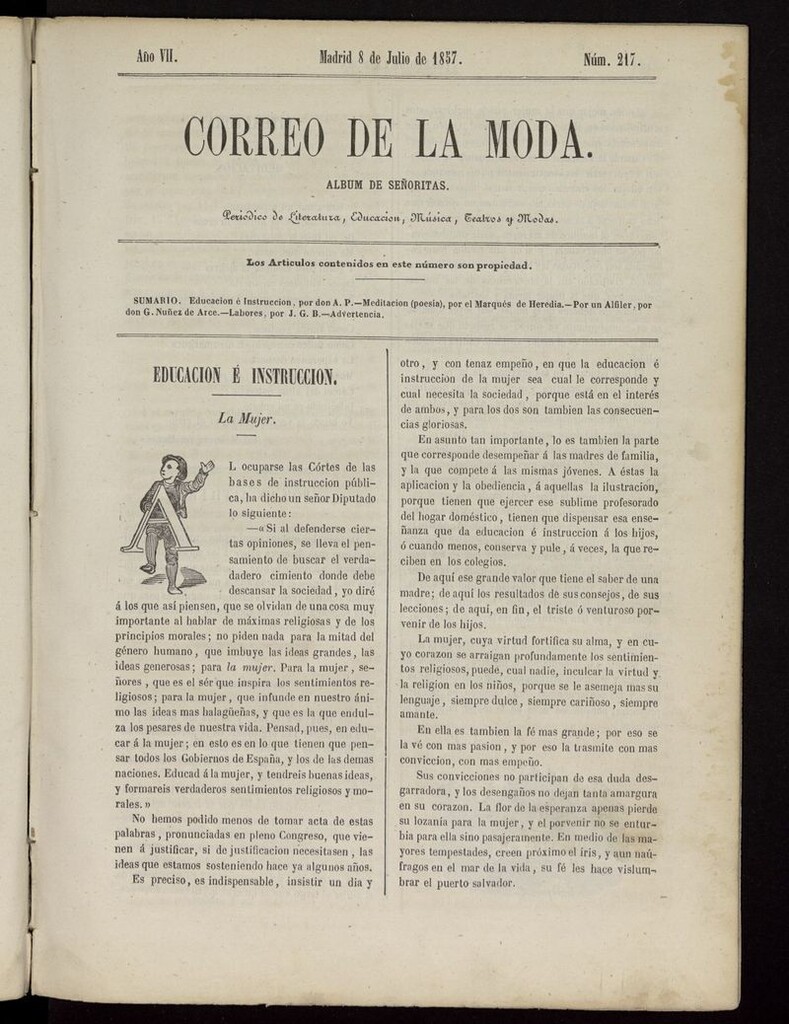 Año VII.
Madrid 8 de Julio de 1857.
Núm. 217.
CORREO DE LA MODA.
ALBUM DE SEÑORITAS.
Periódico de Literatura, Educacion, Música, Teatros y Modas.
Los Articulos contenidos en este número son propiedad.
SUMARIO. Educacion é Instruccion, por don A. P.—Meditacion (poesia), por el Marqués de Heredia.—Por un Alfiler, por
don G. Nuñez de Arce.—Labores, por J. G. B.—Advertencia.
EDUCACION É INSTRUCCION.
La Mujer.
AL ocuparse las Córtes de las
bases de instruccion públi-
ca, ha dicho un señor Diputado
lo siguiente:
—«Si al defenderse cier-
tas opiniones, se lleva el pen-
samiento de buscar el verda-
dadero cimiento donde debe
descansar la sociedad, yo diré
á los que así piensen, que se olvidan de una cosa muy
importante al hablar de máximas religiosas y de los
principios morales; no piden nada para la mitad del
género humano, que imbuye las ideas grandes, las
ideas generosas; para la mujer. Para la mujer, se-
ñores, que es el sér que inspira los sentimientos re-
ligiosos; para la mujer, que infunde en nuestro áni-
mo las ideas mas halagüeñas, y que es la que endul-
za los pesares de nuestra vida. Pensad, pues, en edu-
car á la mujer; en esto es en lo que tienen que pen-
sar todos los Gobiernos de España, y los de las demas
naciones. Educad á la mujer, y tendreis buenas ideas,
y formareis verdaderos sentimientos religiosos y mo-
rales.»
No hemos podido menos de tomar acta de estas
palabras, pronunciadas en pleno Congreso, que vie-
nen á justificar, si de justificacion necesitasen, las
ideas que estamos sosteniendo hace ya algunos años.
Es preciso, es indispensable, insistir un dia y
otro, y con tenaz empeño, en que la educacion é
instruccion de la mujer sea cual le corresponde y
cual necesita la sociedad, porque está en el interés
de ambos, y para los dos son tambien las consecuen-
cias gloriosas.
En asunto tan importante, lo es tambien la parte
que corresponde desempeñar á las madres de familia,
y la que compete á las mismas jóvenes. A éstas la
aplicacion y la obediencia, á aquellas la ilustracion,
porque tienen que ejercer ese sublime profesorado
del hogar doméstico, tienen que dispensar esa ense-
ñanza que da educacion é instruccion á los hijos,
ó cuando menos, conserva y pule, á veces, la que re-
ciben en los colegios.
De aquí ese grande valor que tiene el saber de una
madre; de aquí los resultados de sus consejos, de sus
lecciones; de aquí, en fin, el triste ó venturoso por-
venir de los hijos.
La mujer, cuya virtud fortifica su alma, y en cu-
yo corazon se arraigan profundamente los sentimien-
tos religiosos, puede, cual nadie, inculcar la virtud y
la religion en los niños, porque se le asemeja mas su
lenguaje, siempre dulce, siempre cariñoso, siempre
amante.
En ella es tambien la fé mas grande; por eso se
la vé con mas pasion, y por eso la trasmite con mas
conviccion, con mas empeño.
Sus convicciones no participan de esa duda des-
garradora, y los desengaños no dejan tanta amargura
en su corazon. La flor de la esperanza apenas pierde
su lozania para la mujer, y el porvenir no se entur-
bia para ella sino pasajeramente. En medio de las ma-
yores tempestades, creen próximo el íris, y aun náu-
fragos en el mar de la vida, su fé les hace vislum-
brar el puerto salvador.